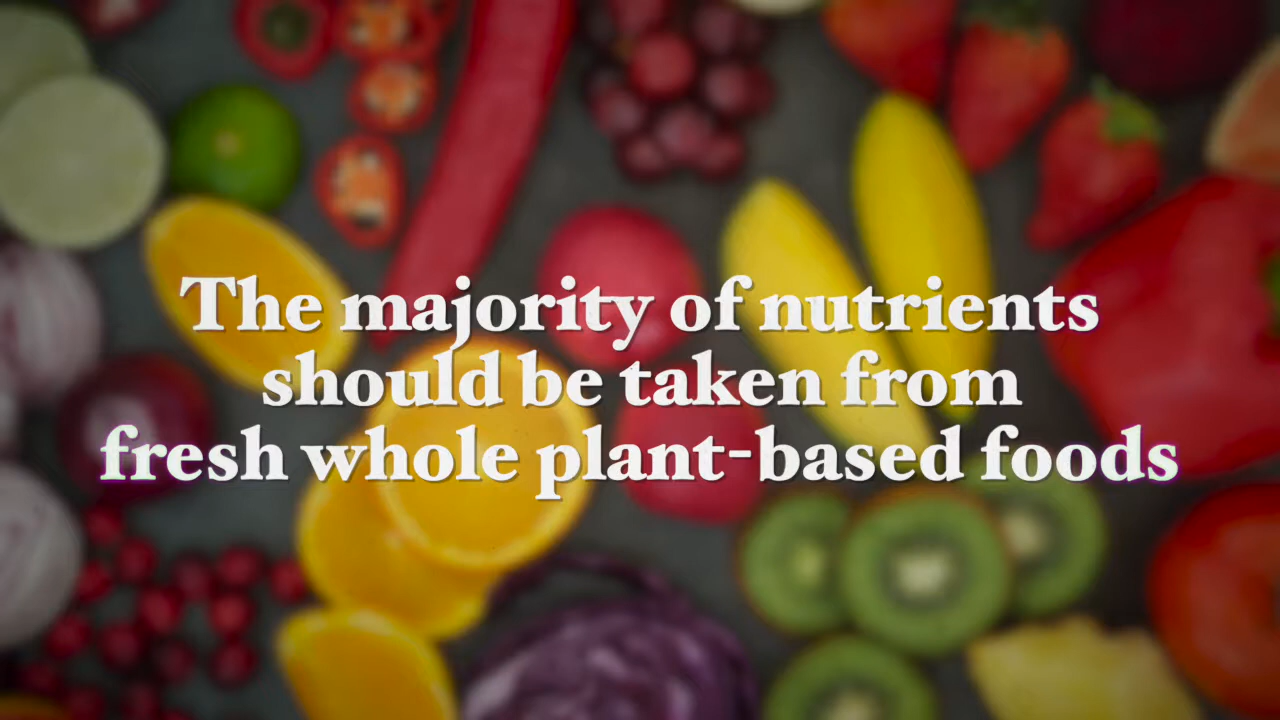 The majority of nutrients
should be taken from
fresh whole plant-based foods